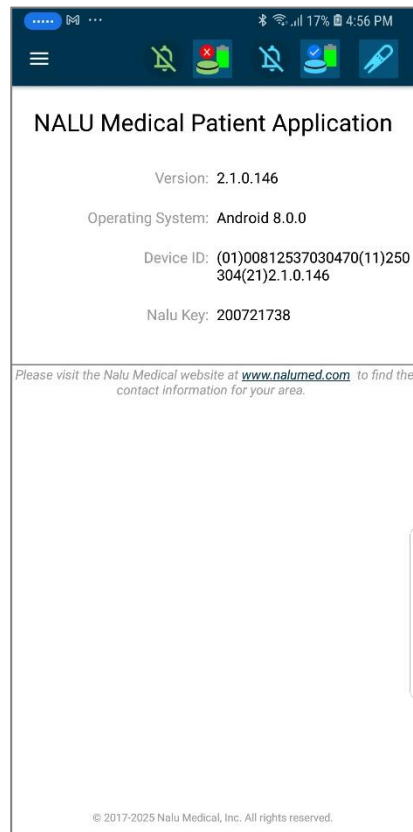 17% 4:56 PM
NALU Medical Patient Application
Version: 2.1.0.146
Operating System: Android 8.0.0
Device ID: (01)00812537030470(11)250
304(21)2.1.0.146
Nalu Key: 200721738
Please visit the Nalu Medical website at www.nalumed.com to find the
contact information for your area.
© 2017-2025 Nalu Medical, Inc. All rights reserved.